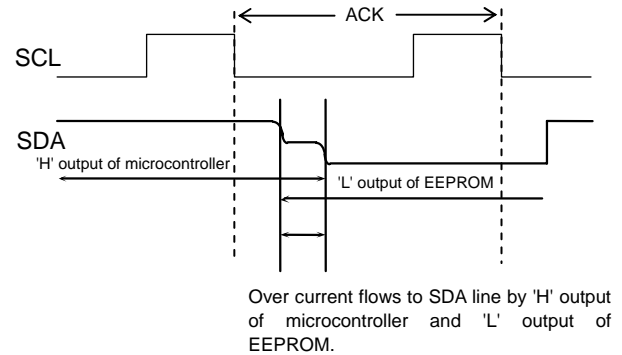 ACK
SCL
SDA
'H' output of microcontroller
'L' output of EEPROM
Over current flows to SDA line by 'H' output
of microcontroller and 'L' output of
EEPROM.